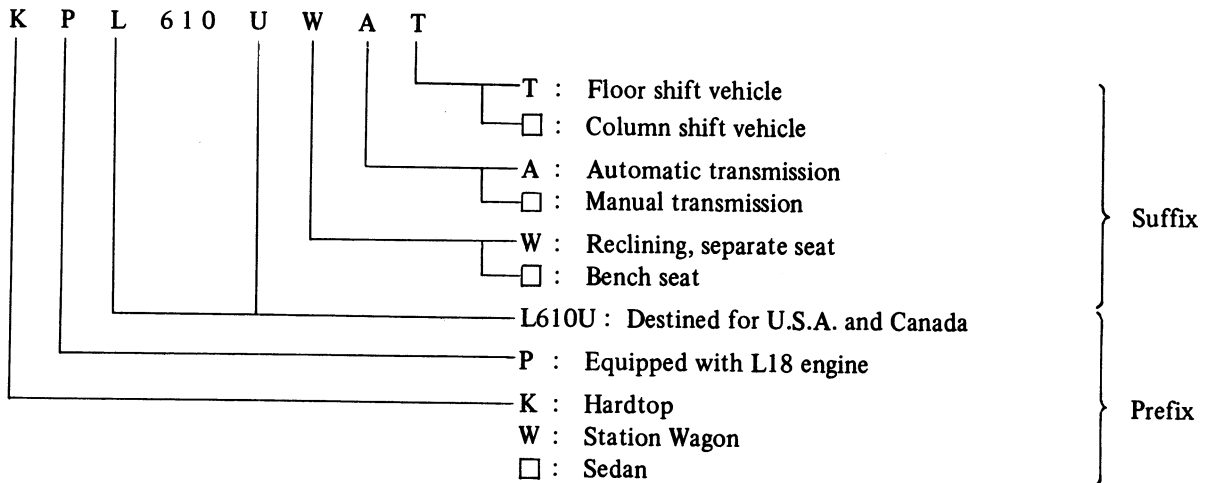 K P L 610 U W A T
T : Floor shift vehicle
□ : Column shift vehicle
A : Automatic transmission
□ : Manual transmission
W : Reclining, separate seat
□ : Bench seat
Suffix
L610U : Destined for U.S.A. and Canada
P : Equipped with L18 engine
K : Hardtop
Prefix
W : Station Wagon
□ : Sedan